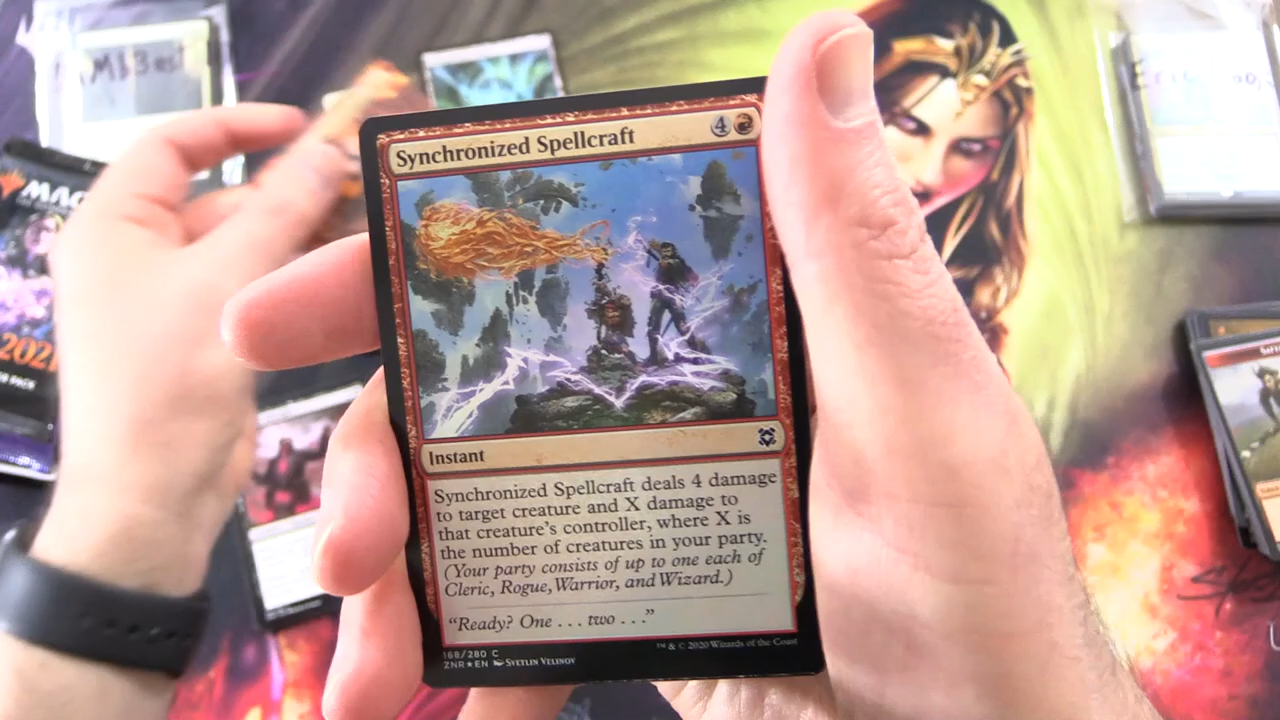 Synchronized Spellcraft 4
Instant
Synchronized Spellcraft deals 4 damage
to target creature and X damage to
that creature's controller, where X is
the number of creatures in your party.
(Your party consists of up to one each of
Cleric, Rogue, Warrior, and Wizard.)
"Ready? One . . . two . . ."
168/280 C
ZNR★EN Svetlin Velinov
™ & © 2020 Wizards of the Coast
MAG
2021